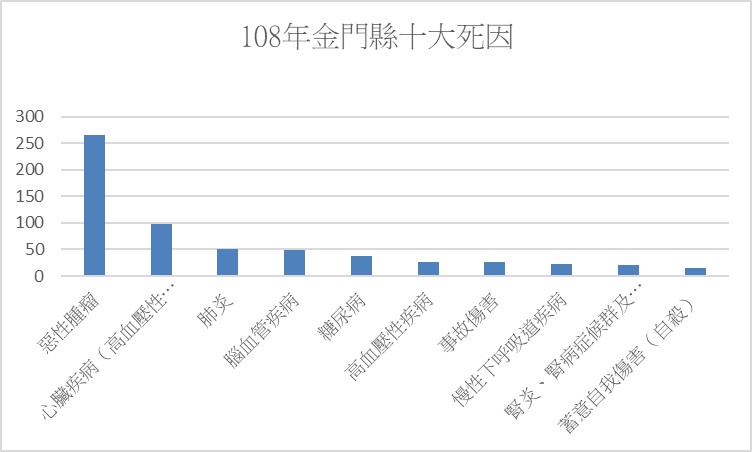 108年金門縣十大死因
300
250
200
150
100
50
0
惡性腫瘤
心臟疾病（高血壓性…
肺炎
腦血管疾病
糖尿病
高血壓性疾病
事故傷害
慢性下呼吸道疾病
腎炎、腎病症候群及…
蓄意自我傷害（自殺）